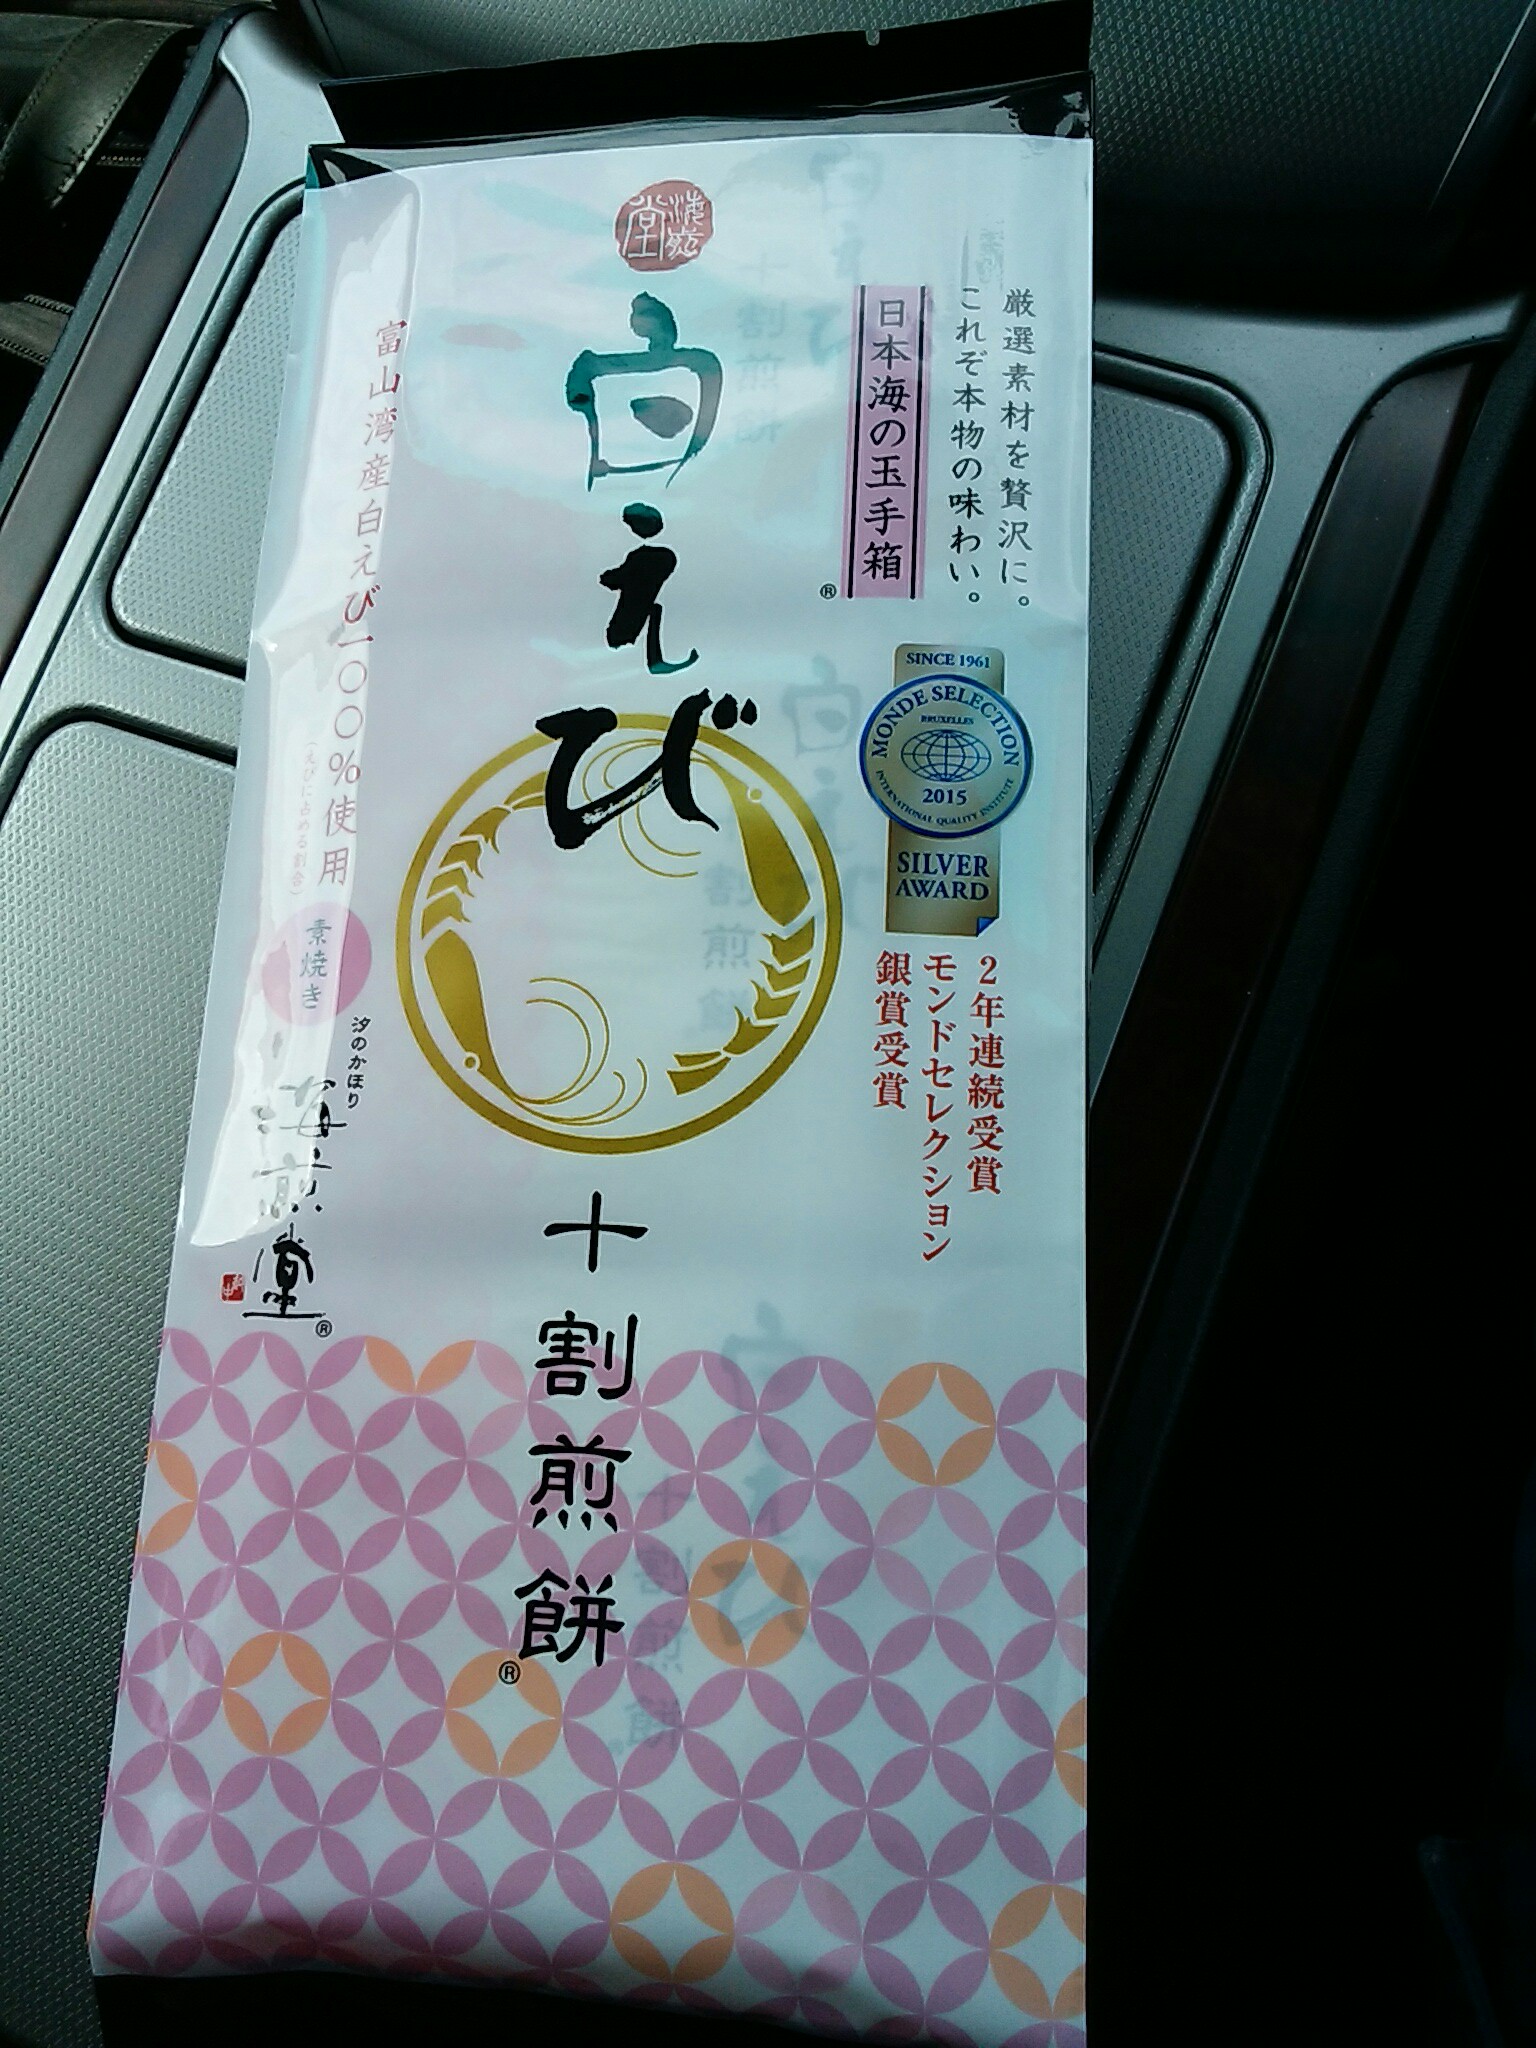 厳選素材を贅沢に。
これぞ本物の味わい。
日本海の玉手箱
®
SINCE 1961
MONDE SELECTION
BRUXELLES
2015
INTERNATIONAL QUALITY INSTITUTE
SILVER
AWARD
2年連続受賞
モンドセレクション
銀賞受賞
白えび
十割煎餅
®
富山湾産白えび一〇〇%使用
(えびに占める割合)
素焼き
汐のかほり
海煎堂
®